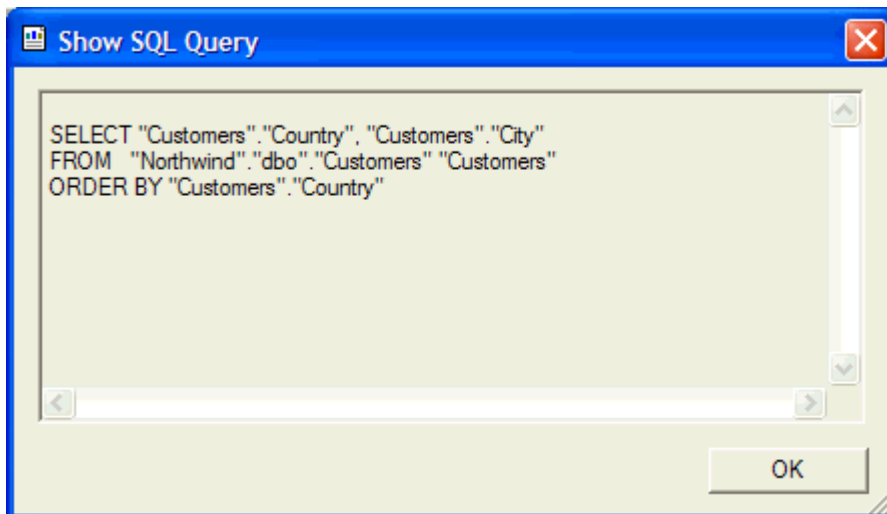 Show SQL Query
SELECT "Customers"."Country", "Customers"."City"
FROM   "Northwind"."dbo"."Customers" "Customers"
ORDER BY "Customers"."Country"
OK